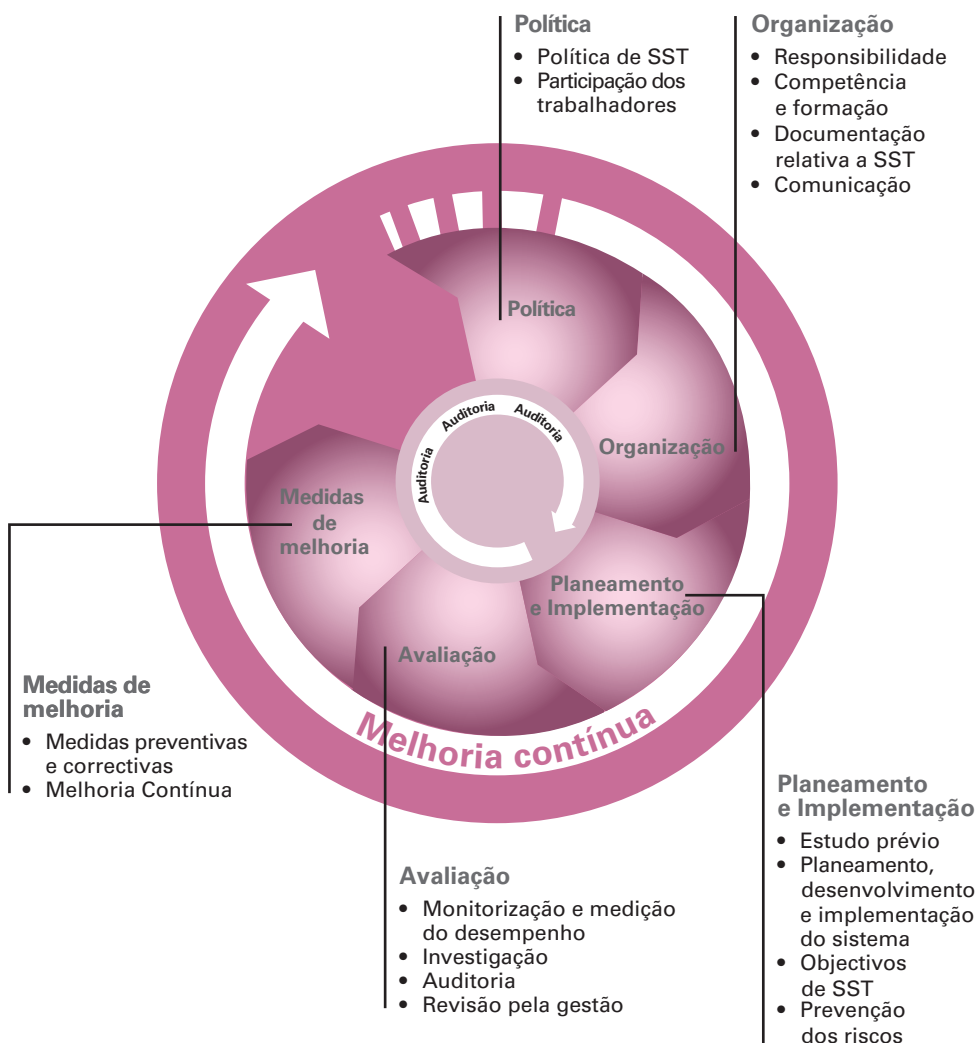 Política
• Política de SST
• Participação dos
trabalhadores
Organização
• Responsibilidade
• Competência
e formação
• Documentação
relativa a SST
• Comunicação
Política
Organização
Auditoria
Auditoria
Auditoria
Medidas
de
melhoria
Planeamento
e Implementação
Avaliação
Melhoria contínua
Medidas de
melhoria
• Medidas preventivas
e correctivas
• Melhoria Contínua
Avaliação
• Monitorização e medição
do desempenho
• Investigação
• Auditoria
• Revisão pela gestão
Planeamento
e Implementação
• Estudo prévio
• Planeamento,
desenvolvimento
e implementação
do sistema
• Objectivos
de SST
• Prevenção
dos riscos